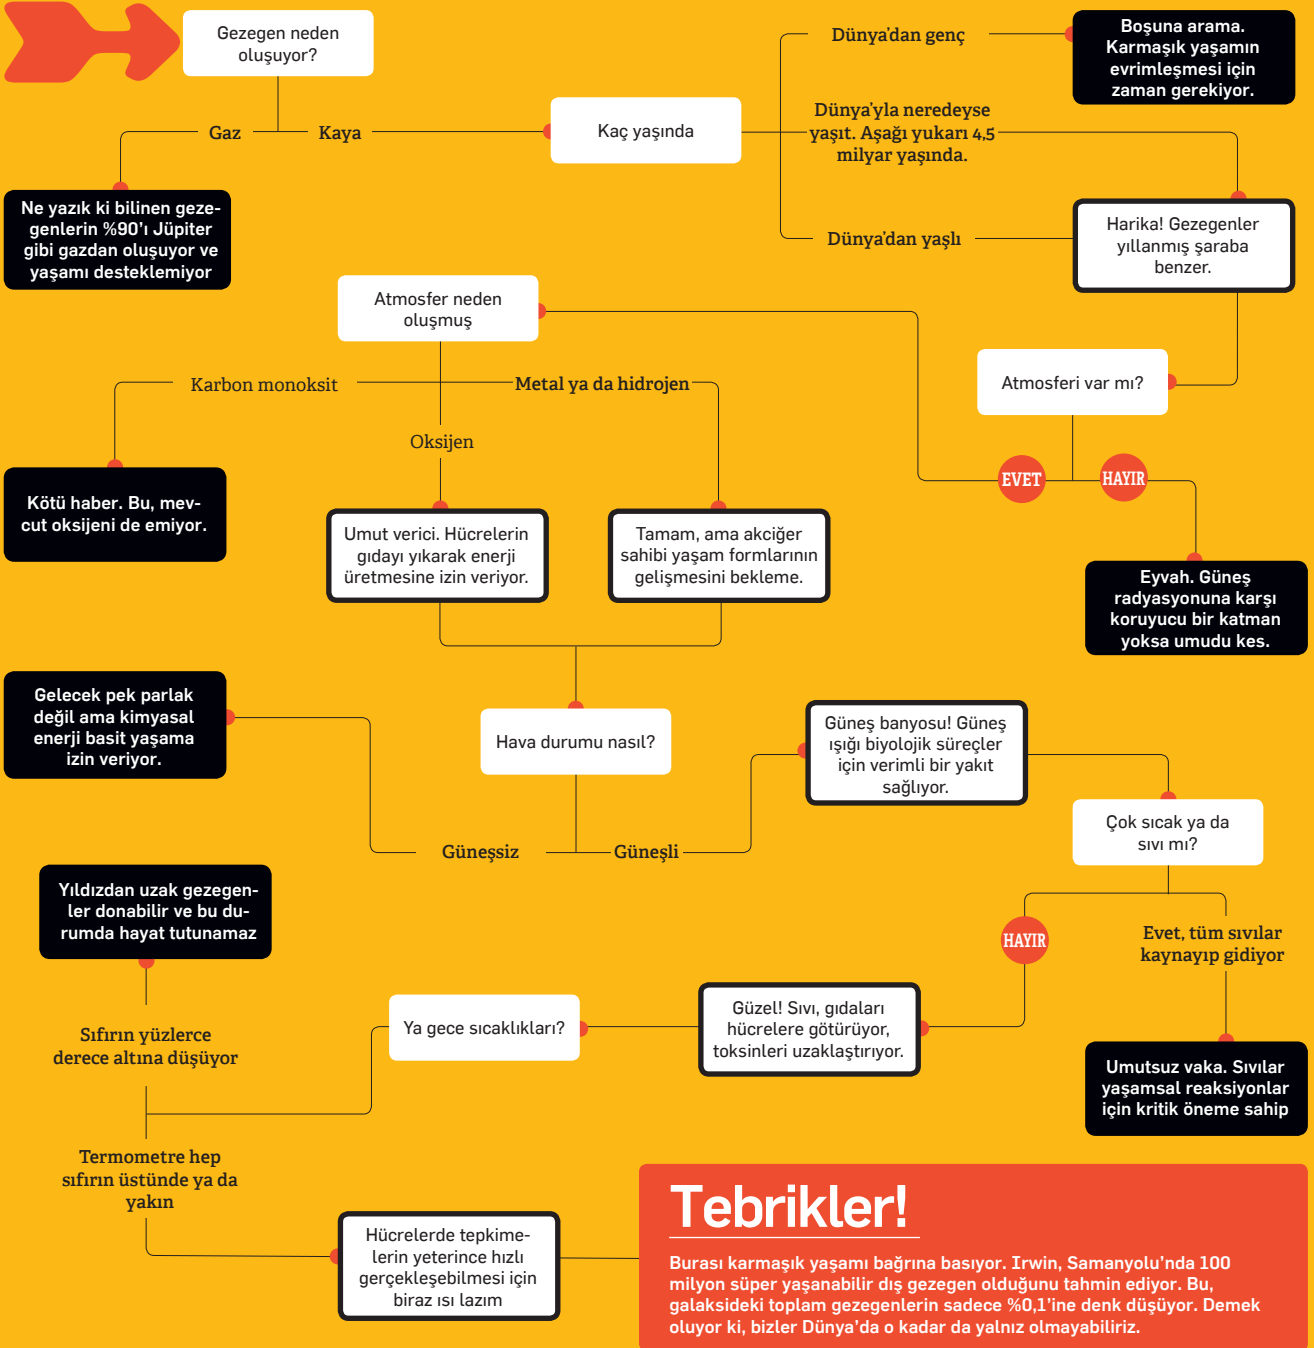 Gezegen neden
oluşuyor?
Gaz
Kaya
Ne yazık ki bilinen geze-
genlerin %90’ı Jüpiter
gibi gazdan oluşuyor ve
yaşamı desteklemiyor
Kaç yaşında
Dünya’dan genç
Boşuna arama.
Karmaşık yaşamın
evrimleşmesi için
zaman gerekiyor.
Dünya’yla neredeyse
yaşıt. Aşağı yukarı 4,5
milyar yaşında.
Dünya’dan yaşlı
Harika! Gezegenler
yıllanmış şaraba
benzer.
Atmosferi var mı?
EVET
HAYIR
Eyvah. Güneş
radyasyonuna karşı
koruyucu bir katman
yoksa umudu kes.
Atmosfer neden
oluşmuş
Karbon monoksit
Metal ya da hidrojen
Oksijen
Kötü haber. Bu, mev-
cut oksijeni de emiyor.
Umut verici. Hücrelerin
gıdayı yıkarak enerji
üretmesine izin veriyor.
Tamam, ama akciğer
sahibi yaşam formlarının
gelişmesini bekleme.
Hava durumu nasıl?
Güneşsiz
Güneşli
Gelecek pek parlak
değil ama kimyasal
enerji basit yaşama
izin veriyor.
Güneş banyosu! Güneş
ışığı biyolojik süreçler
için verimli bir yakıt
sağlıyor.
Çok sıcak ya da
sıvı mı?
HAYIR
Evet, tüm sıvılar
kaynayıp gidiyor
Umutsuz vaka. Sıvılar
yaşamsal reaksiyonlar
için kritik öneme sahip
Güzel! Sıvı, gıdaları
hücrelere götürüyor,
toksinleri uzaklaştırıyor.
Ya gece sıcaklıkları?
Yıldızdan uzak gezegen-
ler donabilir ve bu du-
rumda hayat tutunamaz
Sıfırın yüzlerce
derece altına düşüyor
Termometre hep
sıfırın üstünde ya da
yakın
Hücrelerde tepkime-
lerin yeterince hızlı
gerçekleşebilmesi için
biraz ısı lazım
Tebrikler!
Burası karmaşık yaşamı bağrına basıyor. Irwin, Samanyolu’nda 100
milyon süper yaşanabilir dış gezegen olduğunu tahmin ediyor. Bu,
galaksideki toplam gezegenlerin sadece %0,1’ine denk düşüyor. Demek
oluyor ki, bizler Dünya’da o kadar da yalnız olmayabiliriz.